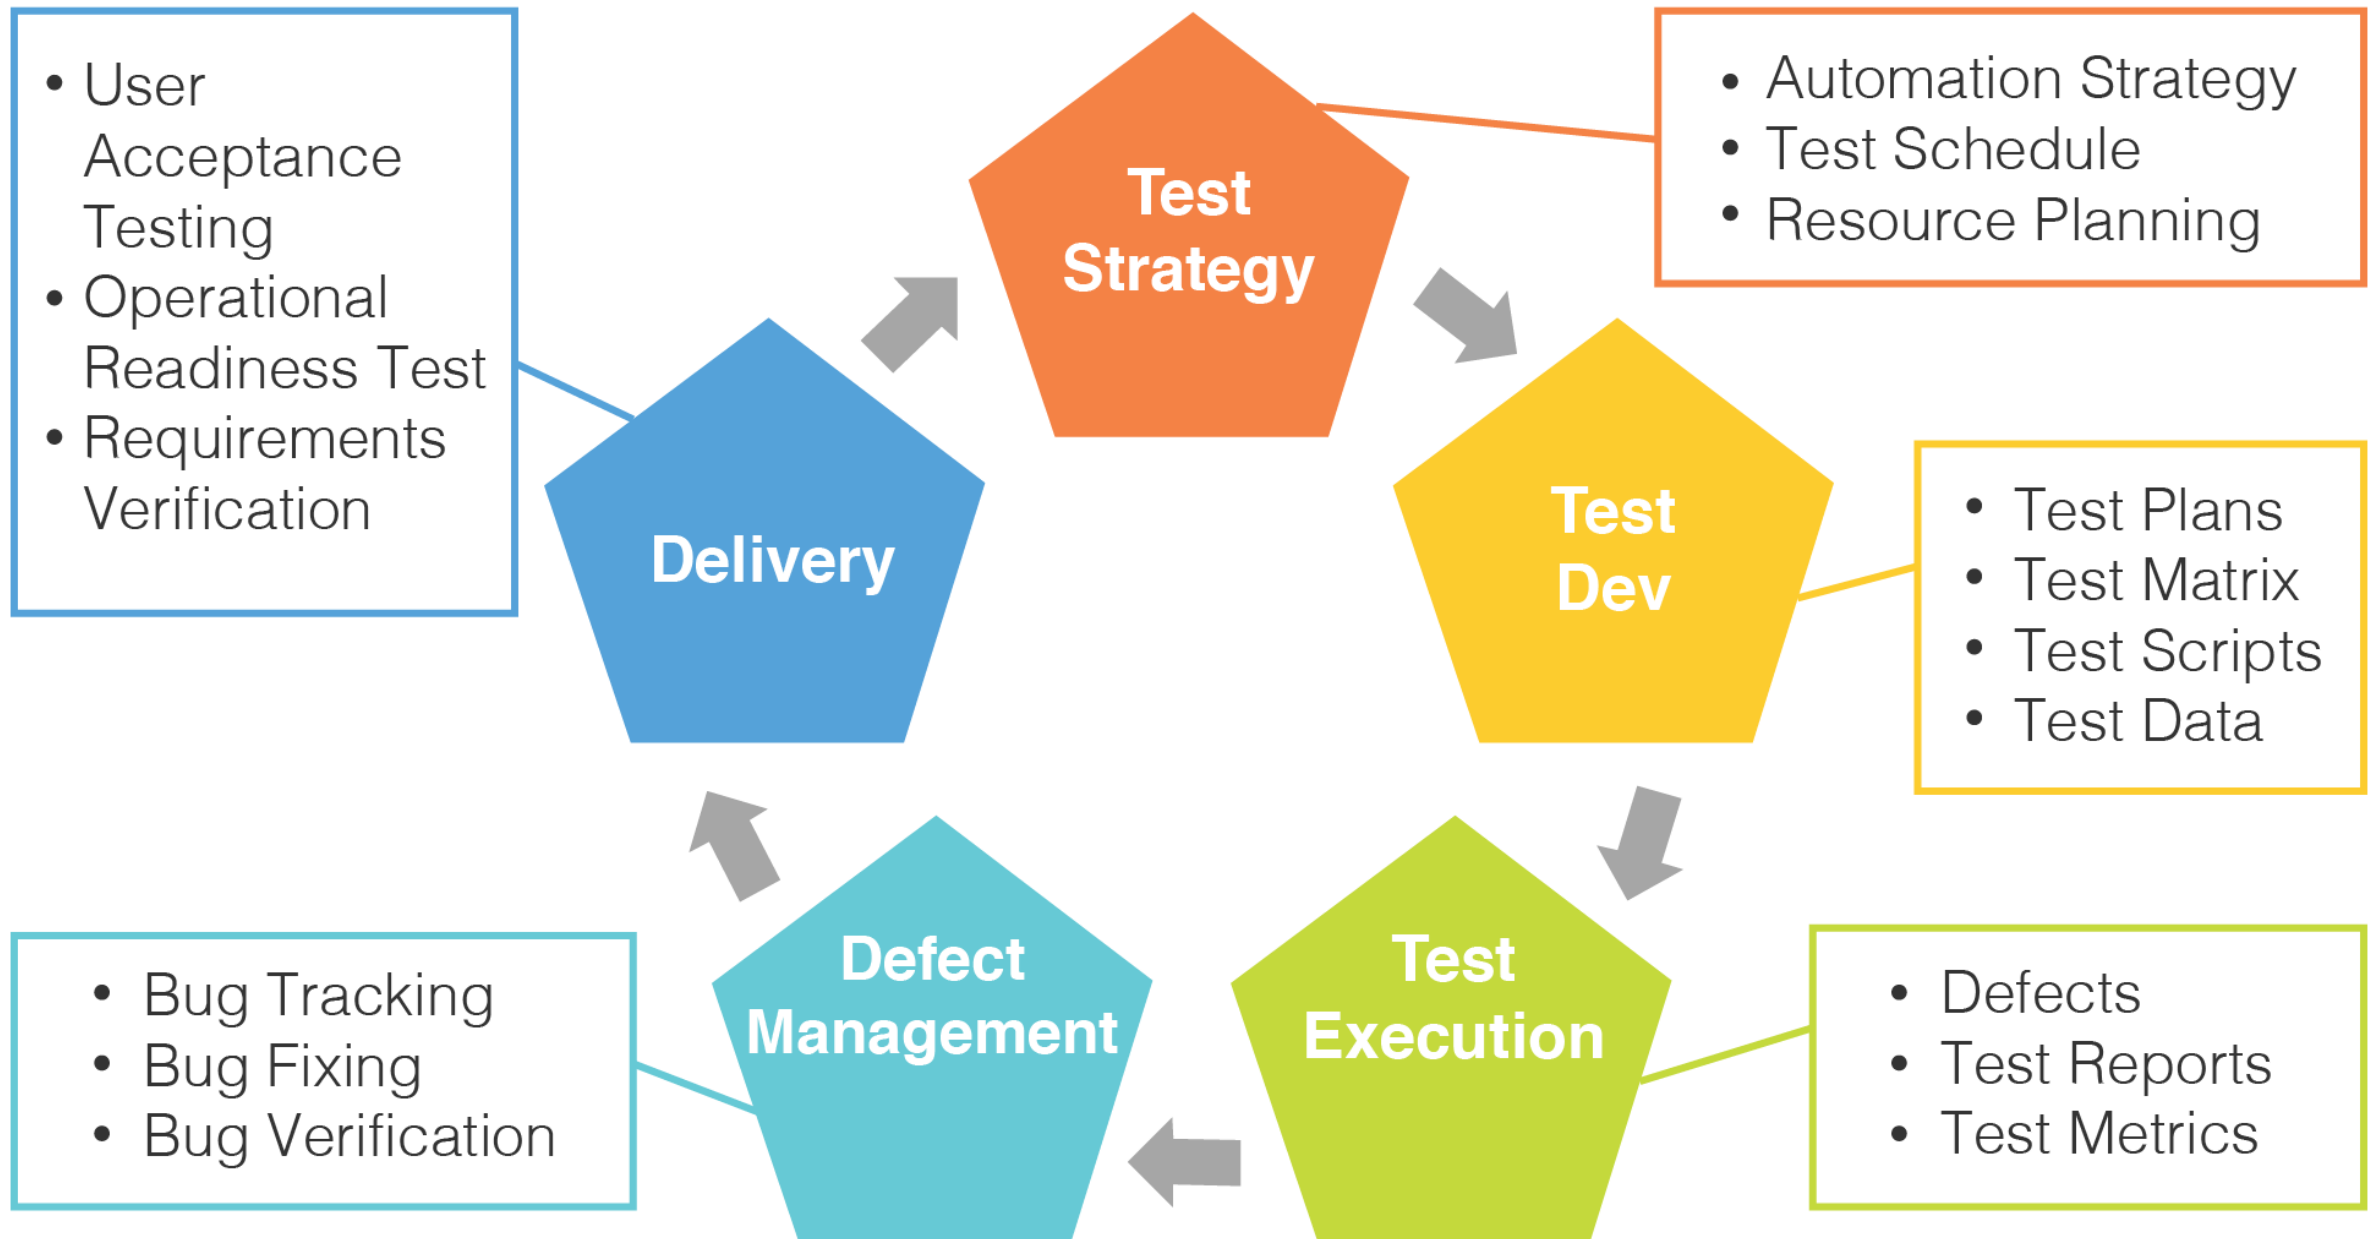 • User
Acceptance
Testing
• Operational
Readiness Test
• Requirements
Verification
Test
Strategy
• Automation Strategy
• Test Schedule
• Resource Planning
Delivery
Test
Dev
• Test Plans
• Test Matrix
• Test Scripts
• Test Data
Defect
Management
• Bug Tracking
• Bug Fixing
• Bug Verification
Test
Execution
• Defects
• Test Reports
• Test Metrics